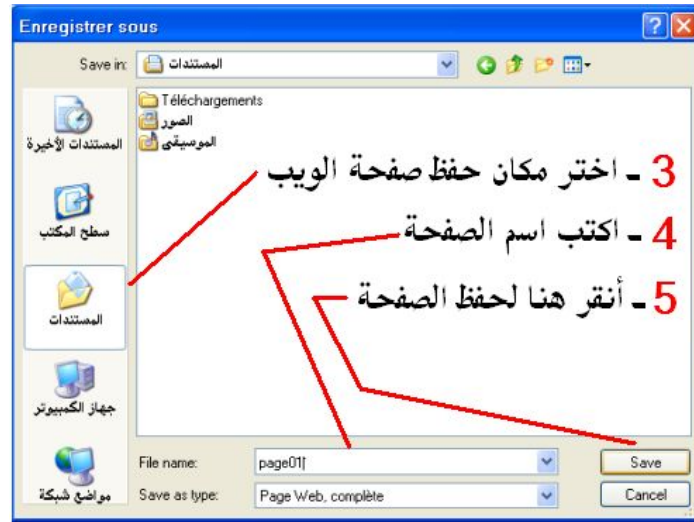 Enregistrer sous
Save in:
المستندات
Téléchargements
الصور
الموسيقى
المستندات الأخيرة
سطح المكتب
المستندات
جهاز الكمبيوتر
مواضع شبكة
3 ـ اختر مكان حفظ صفحة الويب
4 ـ اكتب اسم الصفحة
5 ـ أنقر هنا لحفظ الصفحة
File name:
page01
Save
Save as type:
Page Web, complète
Cancel